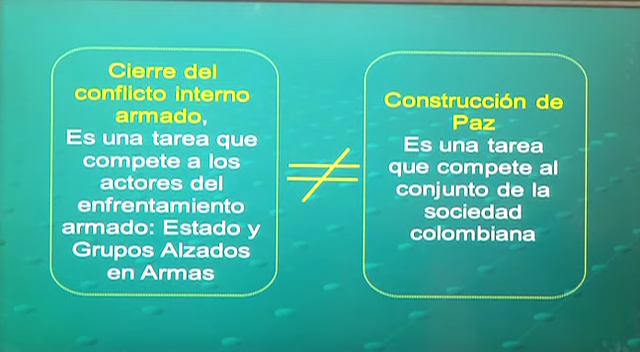 Cierre del
conflicto interno
armado,
Es una tarea que
compete a los
actores del
enfrentamiento
armado: Estado y
Grupos Alzados
en Armas
≠
Construcción de
Paz
Es una tarea
que compete al
conjunto de la
sociedad
colombiana